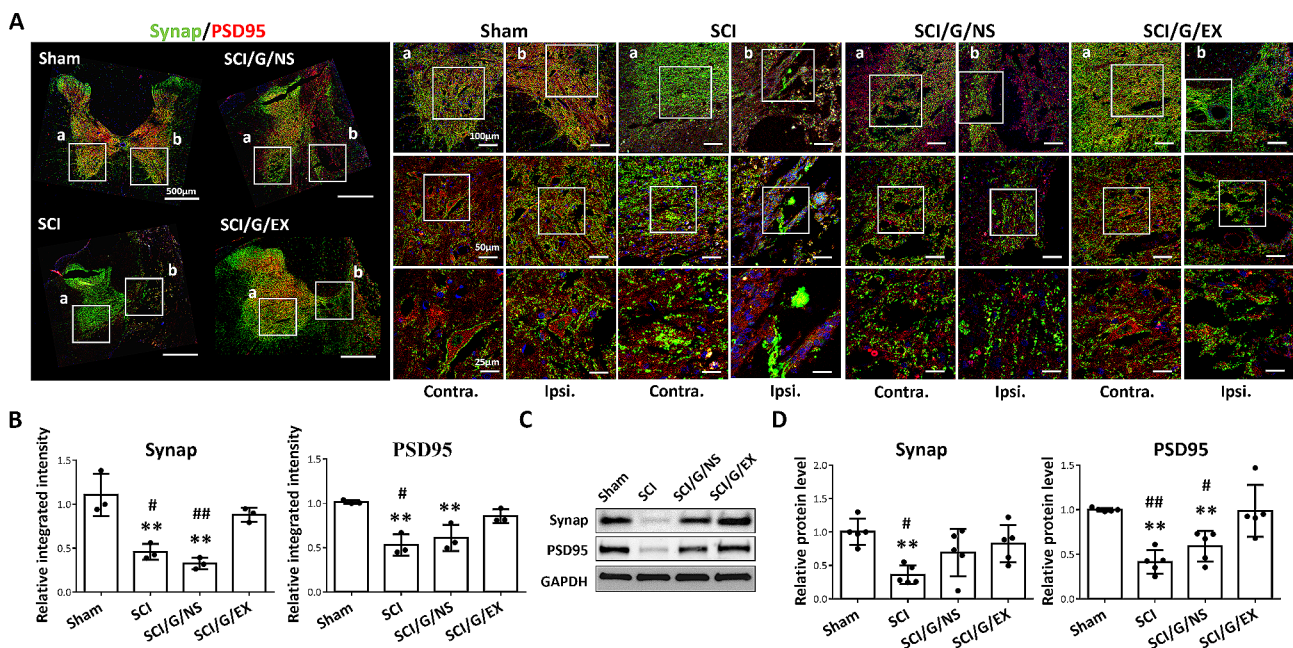 A
Synap/PSD95
Sham
SCI/G/NS
a
b
a
b
500µm
SCI
SCI/G/EX
a
b
a
b
Sham
SCI
SCI/G/NS
SCI/G/EX
a
b
a
b
a
b
a
b
100µm
50µm
25µm
Contra.
Ipsi.
Contra.
Ipsi.
Contra.
Ipsi.
Contra.
Ipsi.
B
Synap
Relative integrated intensity
1.5
1.0
0.5
0.0
#
**
##
**
Sham
SCI
SCI/G/NS
SCI/G/EX
PSD95
Relative integrated intensity
1.5
1.0
0.5
0.0
#
**
**
Sham
SCI
SCI/G/NS
SCI/G/EX
C
Sham
SCI
SCI/G/NS
SCI/G/EX
Synap
PSD95
GAPDH
D
Synap
Relative protein level
2.0
1.5
1.0
0.5
0.0
#
**
Sham
SCI
SCI/G/NS
SCI/G/EX
PSD95
Relative protein level
1.5
1.0
0.5
0.0
##
**
#
**
Sham
SCI
SCI/G/NS
SCI/G/EX